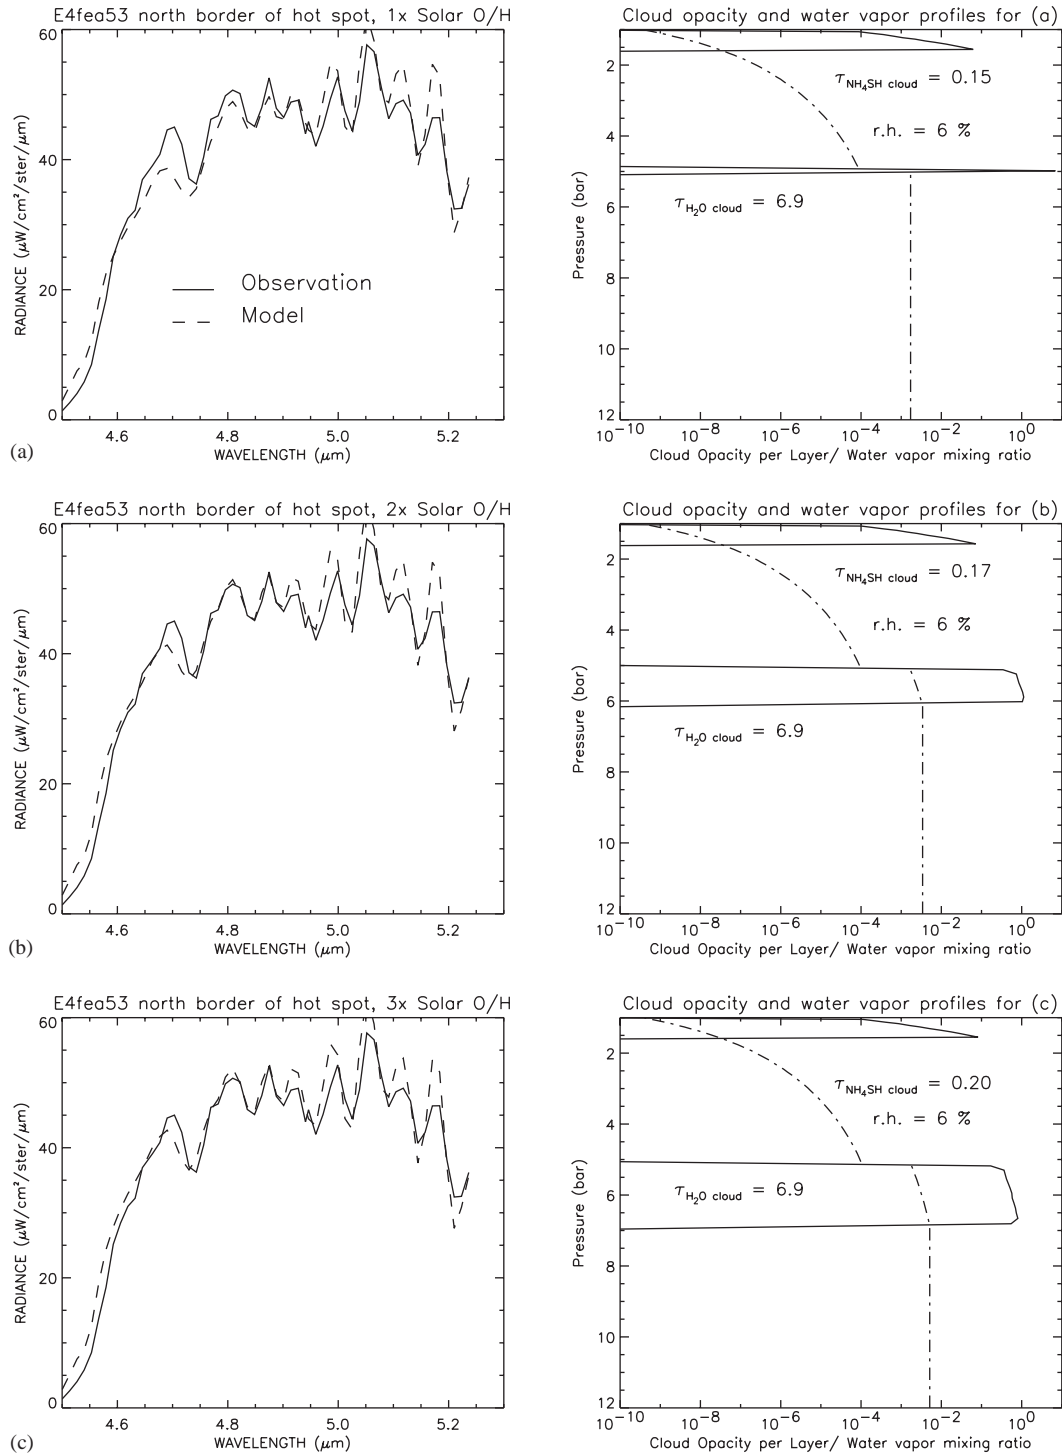 E4fea53 north border of hot spot, 1x Solar O/H
60
40
20
0
RADIANCE (μW/cm²/ster/μm)
Observation
Model
4.6 4.8 5.0 5.2
WAVELENGTH (μm)
(a)
Cloud opacity and water vapor profiles for (a)
2
4
6
8
10
12
Pressure (bar)
τNH₄SH cloud = 0.15
r.h. = 6 %
τH₂O cloud = 6.9
10⁻¹⁰ 10⁻⁸ 10⁻⁶ 10⁻⁴ 10⁻² 10⁰
Cloud Opacity per Layer/ Water vapor mixing ratio
E4fea53 north border of hot spot, 2x Solar O/H
60
40
20
0
RADIANCE (μW/cm²/ster/μm)
4.6 4.8 5.0 5.2
WAVELENGTH (μm)
(b)
Cloud opacity and water vapor profiles for (b)
2
4
6
8
10
12
Pressure (bar)
τNH₄SH cloud = 0.17
r.h. = 6 %
τH₂O cloud = 6.9
10⁻¹⁰ 10⁻⁸ 10⁻⁶ 10⁻⁴ 10⁻² 10⁰
Cloud Opacity per Layer/ Water vapor mixing ratio
E4fea53 north border of hot spot, 3x Solar O/H
60
40
20
0
RADIANCE (μW/cm²/ster/μm)
4.6 4.8 5.0 5.2
WAVELENGTH (μm)
(c)
Cloud opacity and water vapor profiles for (c)
2
4
6
8
10
12
Pressure (bar)
τNH₄SH cloud = 0.20
r.h. = 6 %
τH₂O cloud = 6.9
10⁻¹⁰ 10⁻⁸ 10⁻⁶ 10⁻⁴ 10⁻² 10⁰
Cloud Opacity per Layer/ Water vapor mixing ratio